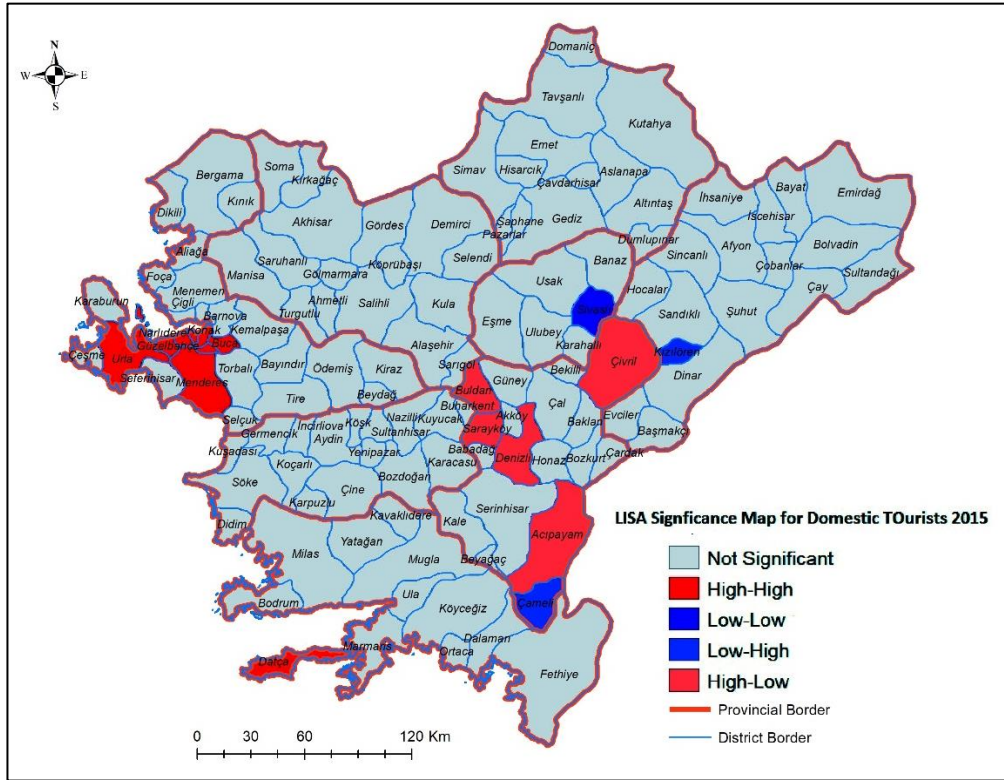 N
W E
S
Domaniç
Tavşanlı
Kutahya
Emet
Simav
Hisarcık
Aslanapa
Çavdarhisar
Altıntaş
Gediz
Şaphane
Pazarlar
Dumlupınar
Bergama
Kınık
Dikili
Soma
Kırkağaç
Akhisar
Gördes
Demirci
Selendi
Köprübaşı
Saruhanlı
Manisa
Golmarmara
Ahmetli
Salihli
Turgutlu
Kula
Alaşehir
Sarıgöl
Aliağa
Foça
Menemen
Çigli
Karaburun
Barnova
Kemalpaşa
Narlıdere
Konak
Güzelbahçe
Buca
Çeşme
Urla
Seferihisar
Menderes
Torbalı
Bayındır
Ödemiş
Kiraz
Tire
Beydağ
Selçuk
İhsaniye
Bayat
Emirdağ
İscehisar
Afyon
Bolvadin
Sincanlı
Çobanlar
Sultandağı
Çay
Hocalar
Sandıklı
Şuhut
Kızılören
Dinar
Evciler
Başmakçı
Banaz
Usak
Eşme
Ulubey
Karahallı
Çivril
Bekilli
Güney
Çal
Baklan
Buldan
Buharkent
Akköy
Sarayköy
Babadağ
Denizli
Honaz
Bozkurt
Çardak
Serinhisar
Kale
Acıpayam
Beyağaç
Çameli
Germencik
İncirliova
Aydin
Köşk
Nazilli
Kuyucak
Sultanhisar
Yenipazar
Kuşadası
Koçarlı
Bozdoğan
Karacasu
Söke
Çine
Karpuzlu
Didim
Kavaklıdere
Yatağan
Milas
Mugla
Bodrum
Ula
Köyceğiz
Dalaman
Ortaca
Marmaris
Datça
Fethiye
LISA Signficance Map for Domestic TOurists 2015
Not Significant
High-High
Low-Low
Low-High
High-Low
Provincial Border
District Border
0 30 60 120 Km